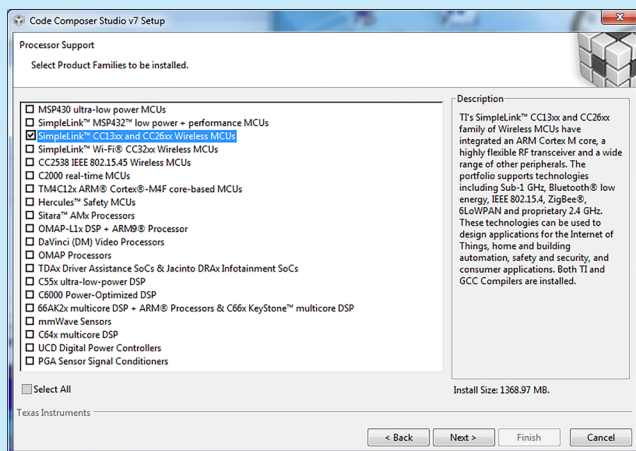 Code Composer Studio v7 Setup
Processor Support
Select Product Families to be installed.
MSP430 ultra-low power MCUs
SimpleLink™ MSP432™ low power + performance MCUs
SimpleLink™ CC13xx and CC26xx Wireless MCUs
SimpleLink™ Wi-Fi® CC32xx Wireless MCUs
CC2538 IEEE 802.15.45 Wireless MCUs
C2000 real-time MCUs
TM4C12x ARM® Cortex®-M4F core-based MCUs
Hercules™ Safety MCUs
Sitara™ AMx Processors
OMAP-L1x DSP + ARM9® Processor
DaVinci (DM) Video Processors
OMAP Processors
TDAx Driver Assistance SoCs & Jacinto DRAx Infotainment SoCs
C55x ultra-low-power DSP
C6000 Power-Optimized DSP
66AK2x multicore DSP + ARM® Processors & C66x KeyStone™ multicore DSP
mmWave Sensors
C64x multicore DSP
UCD Digital Power Controllers
PGA Sensor Signal Conditioners
Select All
Description
TI's SimpleLink™ CC13xx and CC26xx
family of Wireless MCUs have
integrated an ARM Cortex M core, a
highly flexible RF transceiver and a wide
range of other peripherals. The
portfolio supports technologies
including Sub-1 GHz, Bluetooth® low
energy, IEEE 802.15.4, ZigBee®,
6LoWPAN and proprietary 2.4 GHz.
These technologies can be used to
design applications for the Internet of
Things, home and building
automation, safety and security, and
consumer applications. Both TI and
GCC Compilers are installed.
Install Size: 1368.97 MB.
Texas Instruments
< Back
Next >
Finish
Cancel